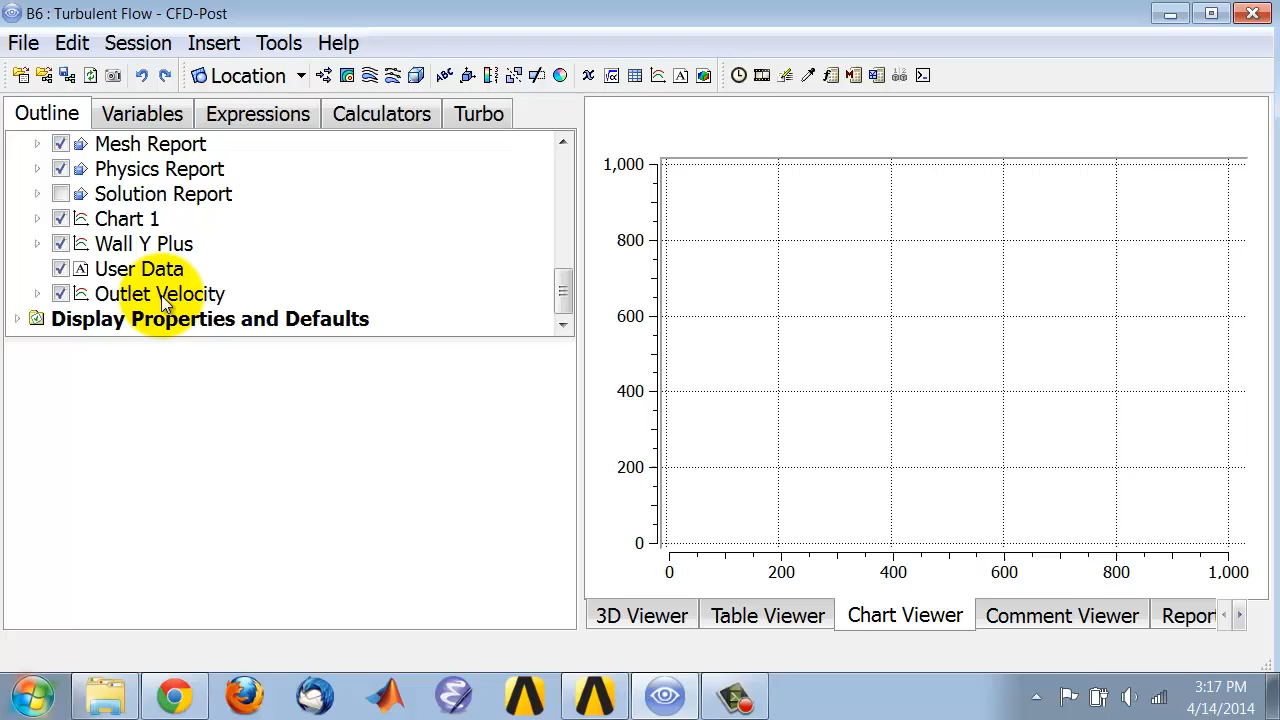 B6 : Turbulent Flow - CFD-Post
File Edit Session Insert Tools Help
Location
Outline Variables Expressions Calculators Turbo
Mesh Report
Physics Report
Solution Report
Chart 1
Wall Y Plus
User Data
Outlet Velocity
Display Properties and Defaults
1,000
800
600
400
200
0
0 200 400 600 800 1,000
3D Viewer Table Viewer Chart Viewer Comment Viewer Report
3:17 PM
4/14/2014